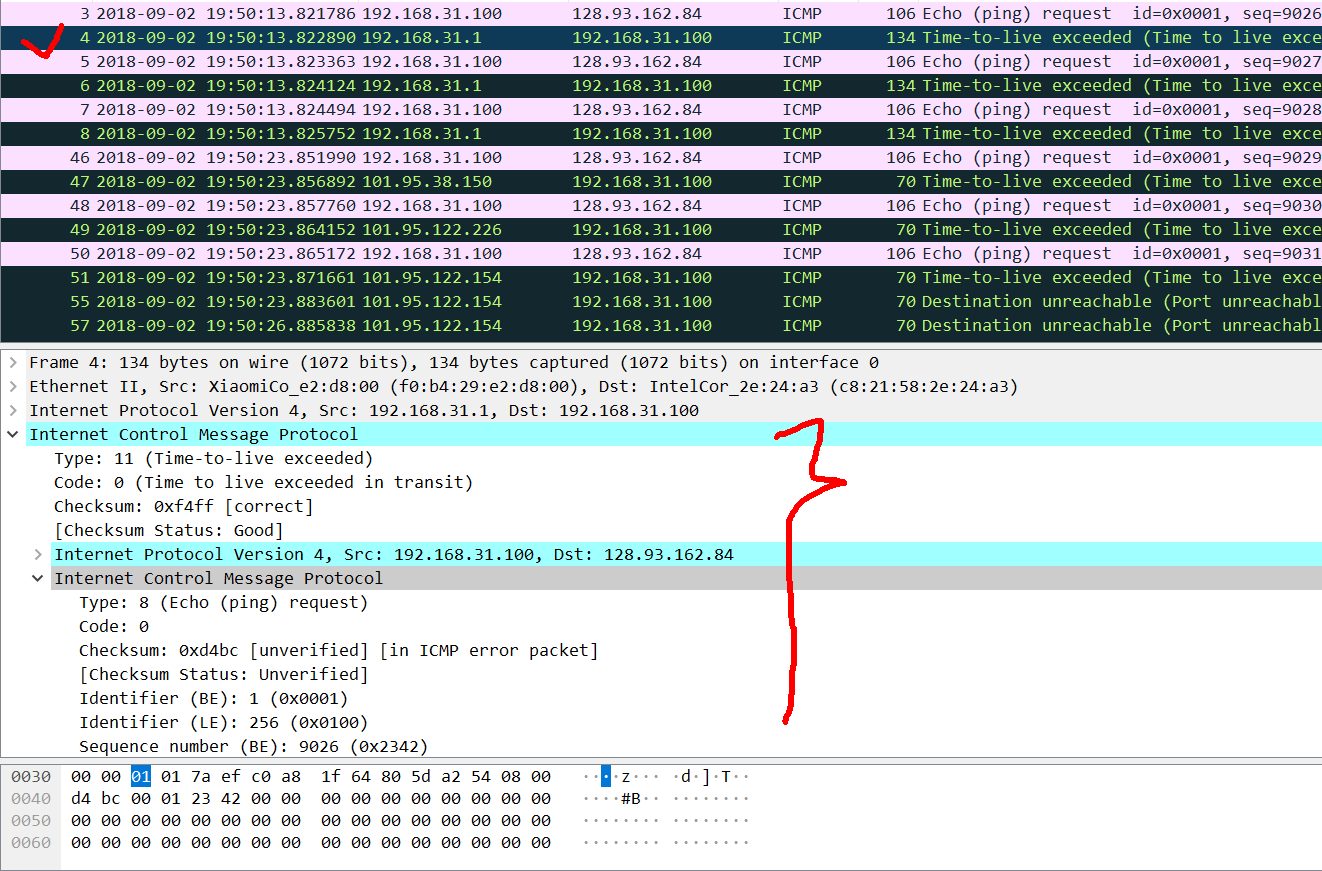 3 2018-09-02 19:50:13.821786 192.168.31.100 128.93.162.84 ICMP 106 Echo (ping) request id=0x0001, seq=9026
4 2018-09-02 19:50:13.822890 192.168.31.1 192.168.31.100 ICMP 134 Time-to-live exceeded (Time to live exce
5 2018-09-02 19:50:13.823363 192.168.31.100 128.93.162.84 ICMP 106 Echo (ping) request id=0x0001, seq=9027
6 2018-09-02 19:50:13.824124 192.168.31.1 192.168.31.100 ICMP 134 Time-to-live exceeded (Time to live exce
7 2018-09-02 19:50:13.824494 192.168.31.100 128.93.162.84 ICMP 106 Echo (ping) request id=0x0001, seq=9028
8 2018-09-02 19:50:13.825752 192.168.31.1 192.168.31.100 ICMP 134 Time-to-live exceeded (Time to live exce
46 2018-09-02 19:50:23.851990 192.168.31.100 128.93.162.84 ICMP 106 Echo (ping) request id=0x0001, seq=9029
47 2018-09-02 19:50:23.856892 101.95.38.150 192.168.31.100 ICMP 70 Time-to-live exceeded (Time to live exce
48 2018-09-02 19:50:23.857760 192.168.31.100 128.93.162.84 ICMP 106 Echo (ping) request id=0x0001, seq=9030
49 2018-09-02 19:50:23.864152 101.95.122.226 192.168.31.100 ICMP 70 Time-to-live exceeded (Time to live exce
50 2018-09-02 19:50:23.865172 192.168.31.100 128.93.162.84 ICMP 106 Echo (ping) request id=0x0001, seq=9031
51 2018-09-02 19:50:23.871661 101.95.122.154 192.168.31.100 ICMP 70 Time-to-live exceeded (Time to live exce
55 2018-09-02 19:50:23.883601 101.95.122.154 192.168.31.100 ICMP 70 Destination unreachable (Port unreachabl
57 2018-09-02 19:50:26.885838 101.95.122.154 192.168.31.100 ICMP 70 Destination unreachable (Port unreachabl
Frame 4: 134 bytes on wire (1072 bits), 134 bytes captured (1072 bits) on interface 0
Ethernet II, Src: XiaomiCo_e2:d8:00 (f0:b4:29:e2:d8:00), Dst: IntelCor_2e:24:a3 (c8:21:58:2e:24:a3)
Internet Protocol Version 4, Src: 192.168.31.1, Dst: 192.168.31.100
Internet Control Message Protocol
Type: 11 (Time-to-live exceeded)
Code: 0 (Time to live exceeded in transit)
Checksum: 0xf4ff [correct]
[Checksum Status: Good]
Internet Protocol Version 4, Src: 192.168.31.100, Dst: 128.93.162.84
Internet Control Message Protocol
Type: 8 (Echo (ping) request)
Code: 0
Checksum: 0xd4bc [unverified] [in ICMP error packet]
[Checksum Status: Unverified]
Identifier (BE): 1 (0x0001)
Identifier (LE): 256 (0x0100)
Sequence number (BE): 9026 (0x2342)
0030 00 00 01 01 7a ef c0 a8 1f 64 80 5d a2 54 08 00 ····z··· ·d·]·T··
0040 d4 bc 00 01 23 42 00 00 00 00 00 00 00 00 00 00 ····#B·· ········
0050 00 00 00 00 00 00 00 00 00 00 00 00 00 00 00 00 ········ ········
0060 00 00 00 00 00 00 00 00 00 00 00 00 00 00 00 00 ········ ········